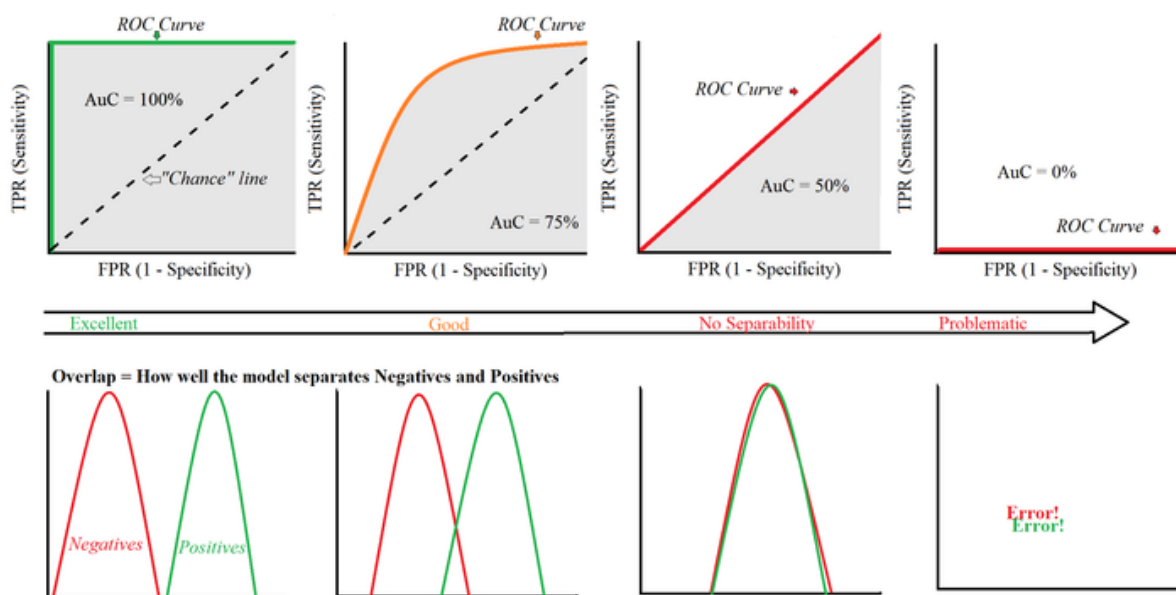 ROC Curve
AuC = 100%
"Chance" line
TPR (Sensitivity)
FPR (1 - Specificity)
ROC Curve
AuC = 75%
TPR (Sensitivity)
FPR (1 - Specificity)
ROC Curve
AuC = 50%
TPR (Sensitivity)
FPR (1 - Specificity)
AuC = 0%
ROC Curve
TPR (Sensitivity)
FPR (1 - Specificity)
Excellent
Good
No Separability
Problematic
Overlap = How well the model separates Negatives and Positives
Negatives
Positives
Error!
Error!